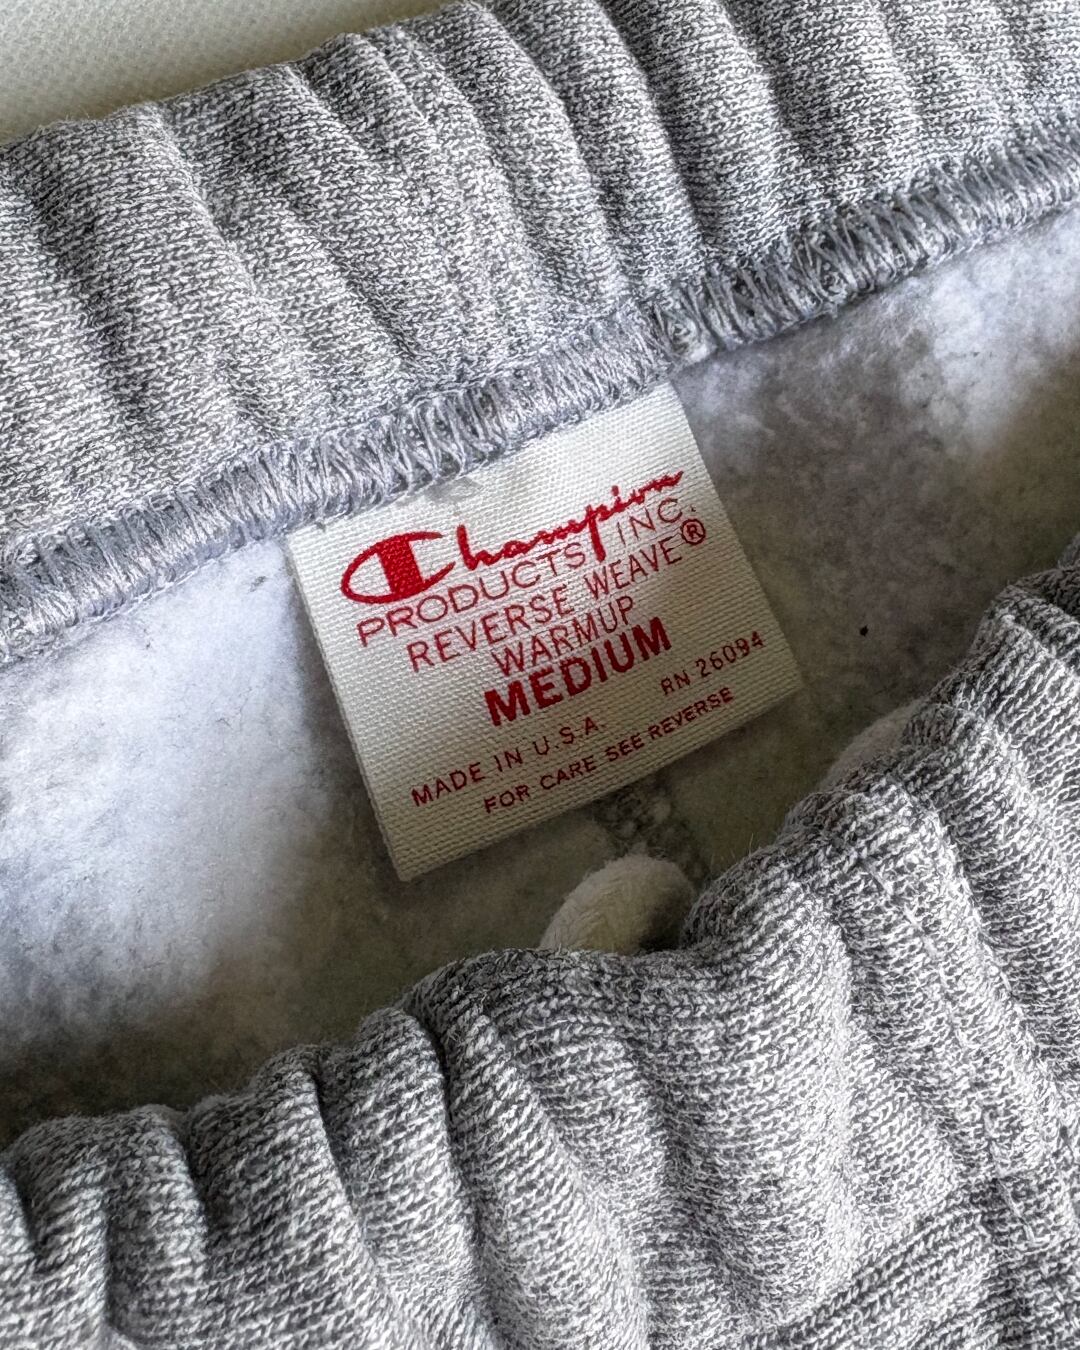 Champion
PRODUCTS INC.
REVERSE WEAVE®
WARMUP
MEDIUM
RN 26094
MADE IN U.S.A.
FOR CARE SEE REVERSE